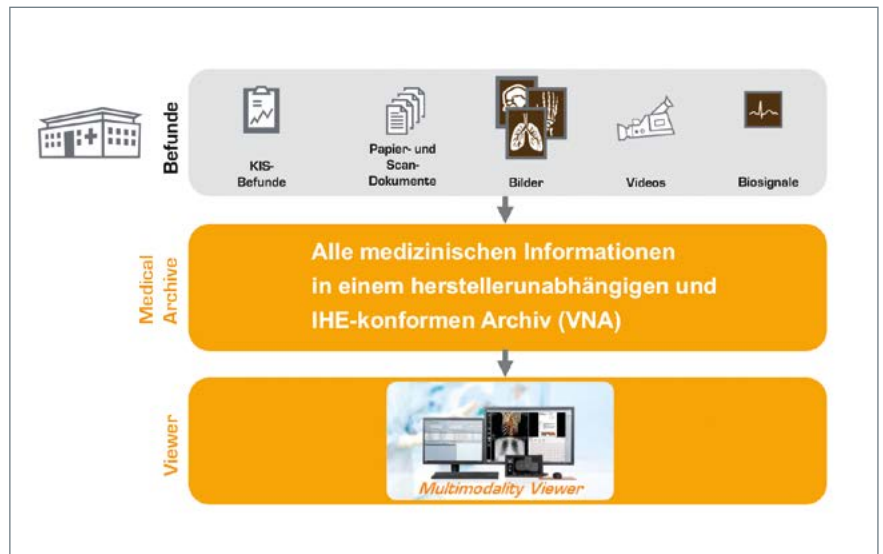 Befunde
KIS-
Befunde
Papier- und
Scan-
Dokumente
Bilder
Videos
Biosignale
Medical
Archive
Alle medizinischen Informationen
in einem herstellerunabhängigen und
IHE-konformen Archiv (VNA)
Viewer
Multimodality Viewer